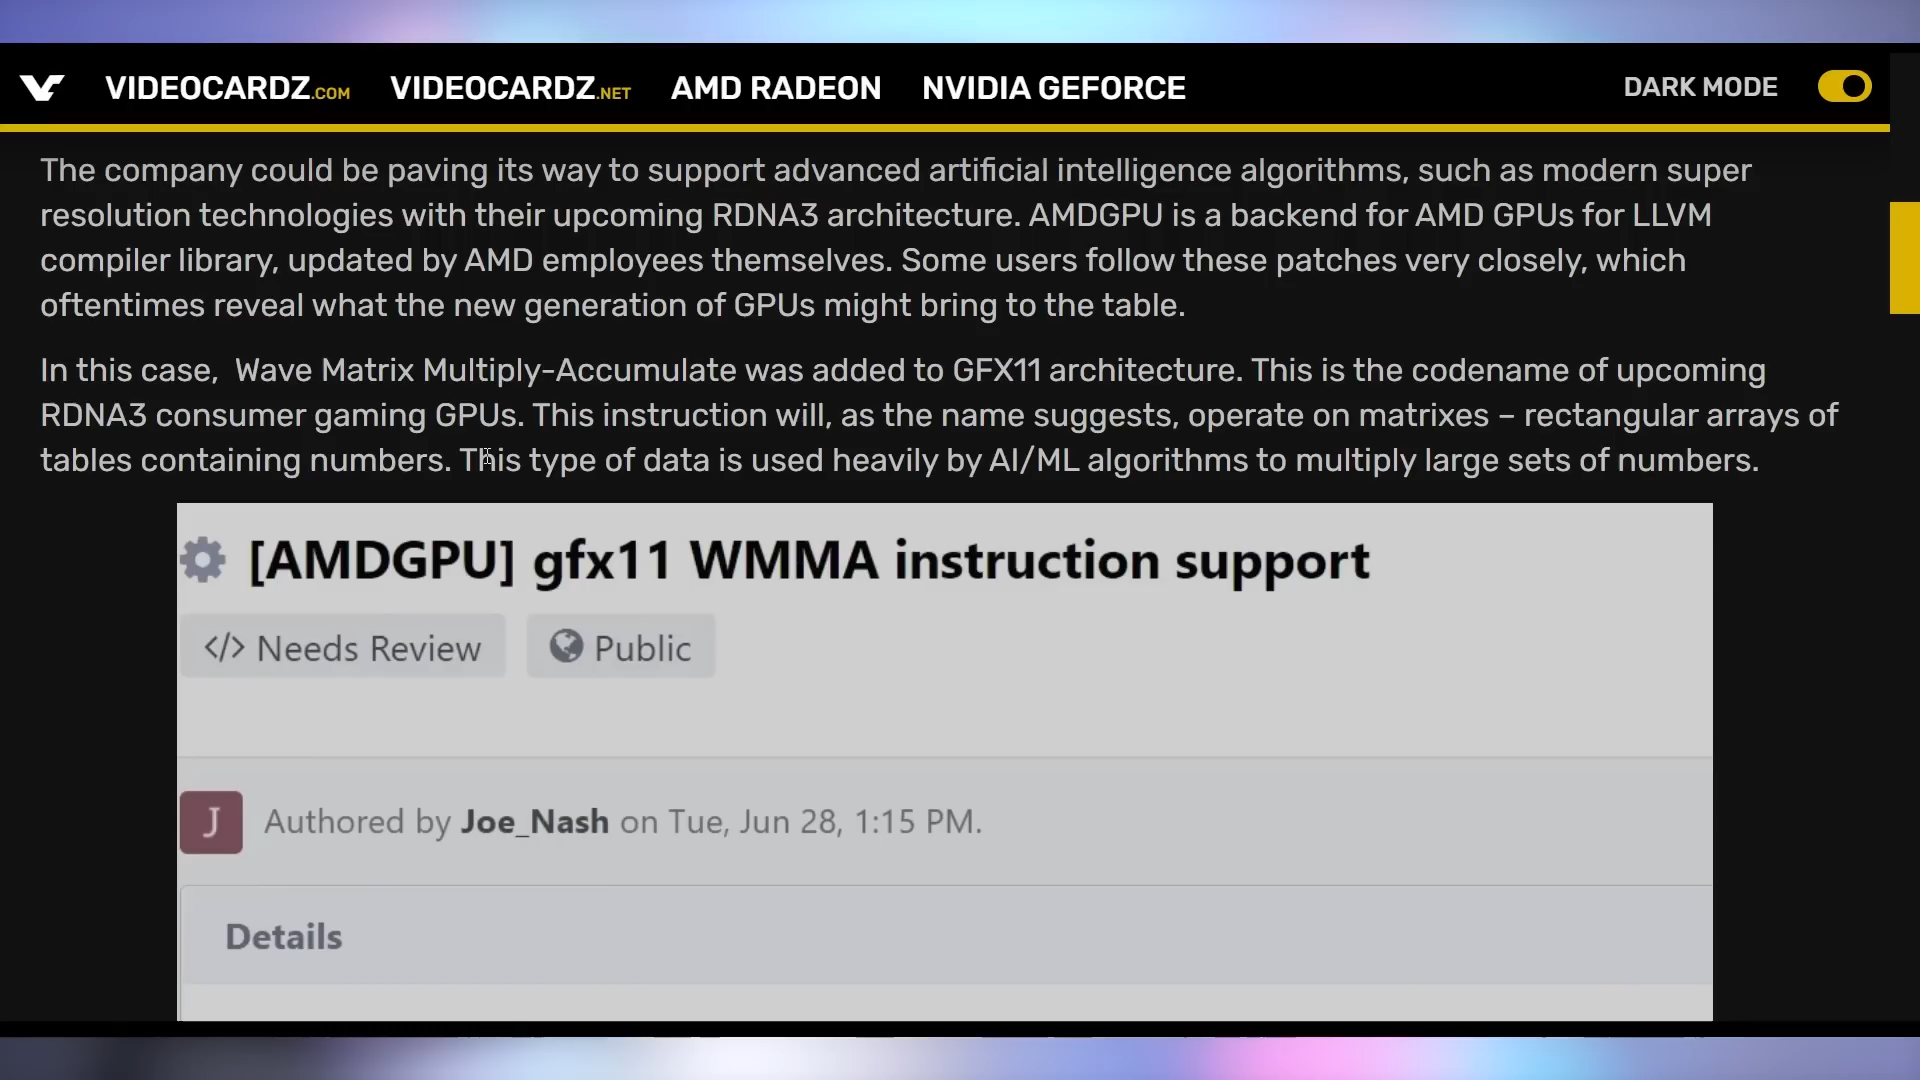 VIDEOCARDZ.COM VIDEOCARDZ.NET AMD RADEON NVIDIA GEFORCE DARK MODE
The company could be paving its way to support advanced artificial intelligence algorithms, such as modern super
resolution technologies with their upcoming RDNA3 architecture. AMDGPU is a backend for AMD GPUs for LLVM
compiler library, updated by AMD employees themselves. Some users follow these patches very closely, which
oftentimes reveal what the new generation of GPUs might bring to the table.
In this case,  Wave Matrix Multiply-Accumulate was added to GFX11 architecture. This is the codename of upcoming
RDNA3 consumer gaming GPUs. This instruction will, as the name suggests, operate on matrixes – rectangular arrays of
tables containing numbers. This type of data is used heavily by AI/ML algorithms to multiply large sets of numbers.
[AMDGPU] gfx11 WMMA instruction support
</> Needs Review Public
J Authored by Joe_Nash on Tue, Jun 28, 1:15 PM.
Details